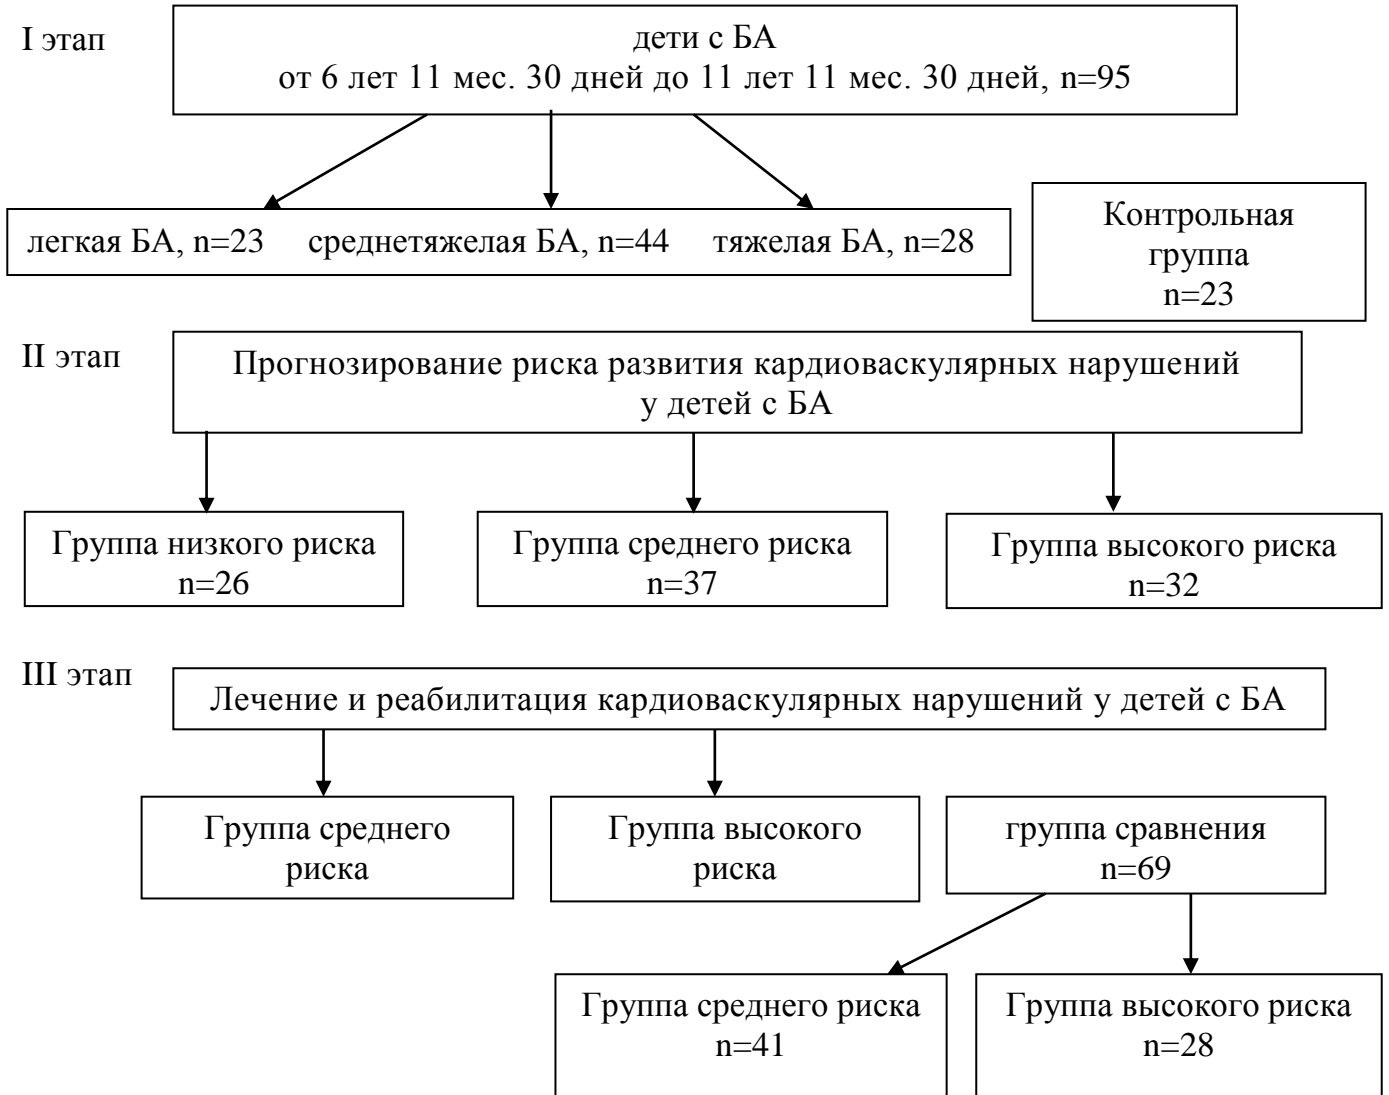 I этап
дети с БА
от 6 лет 11 мес. 30 дней до 11 лет 11 мес. 30 дней, n=95
легкая БА, n=23 среднетяжелая БА, n=44 тяжелая БА, n=28
Контрольная
группа
n=23
II этап
Прогнозирование риска развития кардиоваскулярных нарушений
у детей с БА
Группа низкого риска
n=26
Группа среднего риска
n=37
Группа высокого риска
n=32
III этап
Лечение и реабилитация кардиоваскулярных нарушений у детей с БА
Группа среднего
риска
Группа высокого
риска
группа сравнения
n=69
Группа среднего риска
n=41
Группа высокого риска
n=28